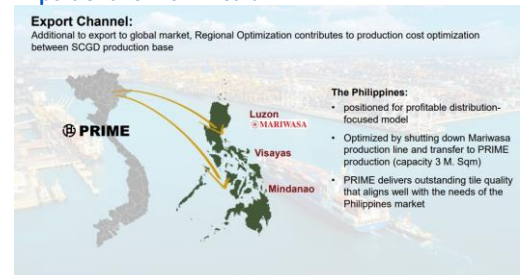 Export Channel:
Additional to export to global market, Regional Optimization contributes to production cost optimization
between SCGD production base
PRIME
Luzon
MARIWASA
Visayas
Mindanao
The Philippines:
• positioned for profitable distribution-
focused model
• Optimized by shutting down Mariwasa
production line and transfer to PRIME
production (capacity 3 M. Sqm)
• PRIME delivers outstanding tile quality
that aligns well with the needs of the
Philippines market